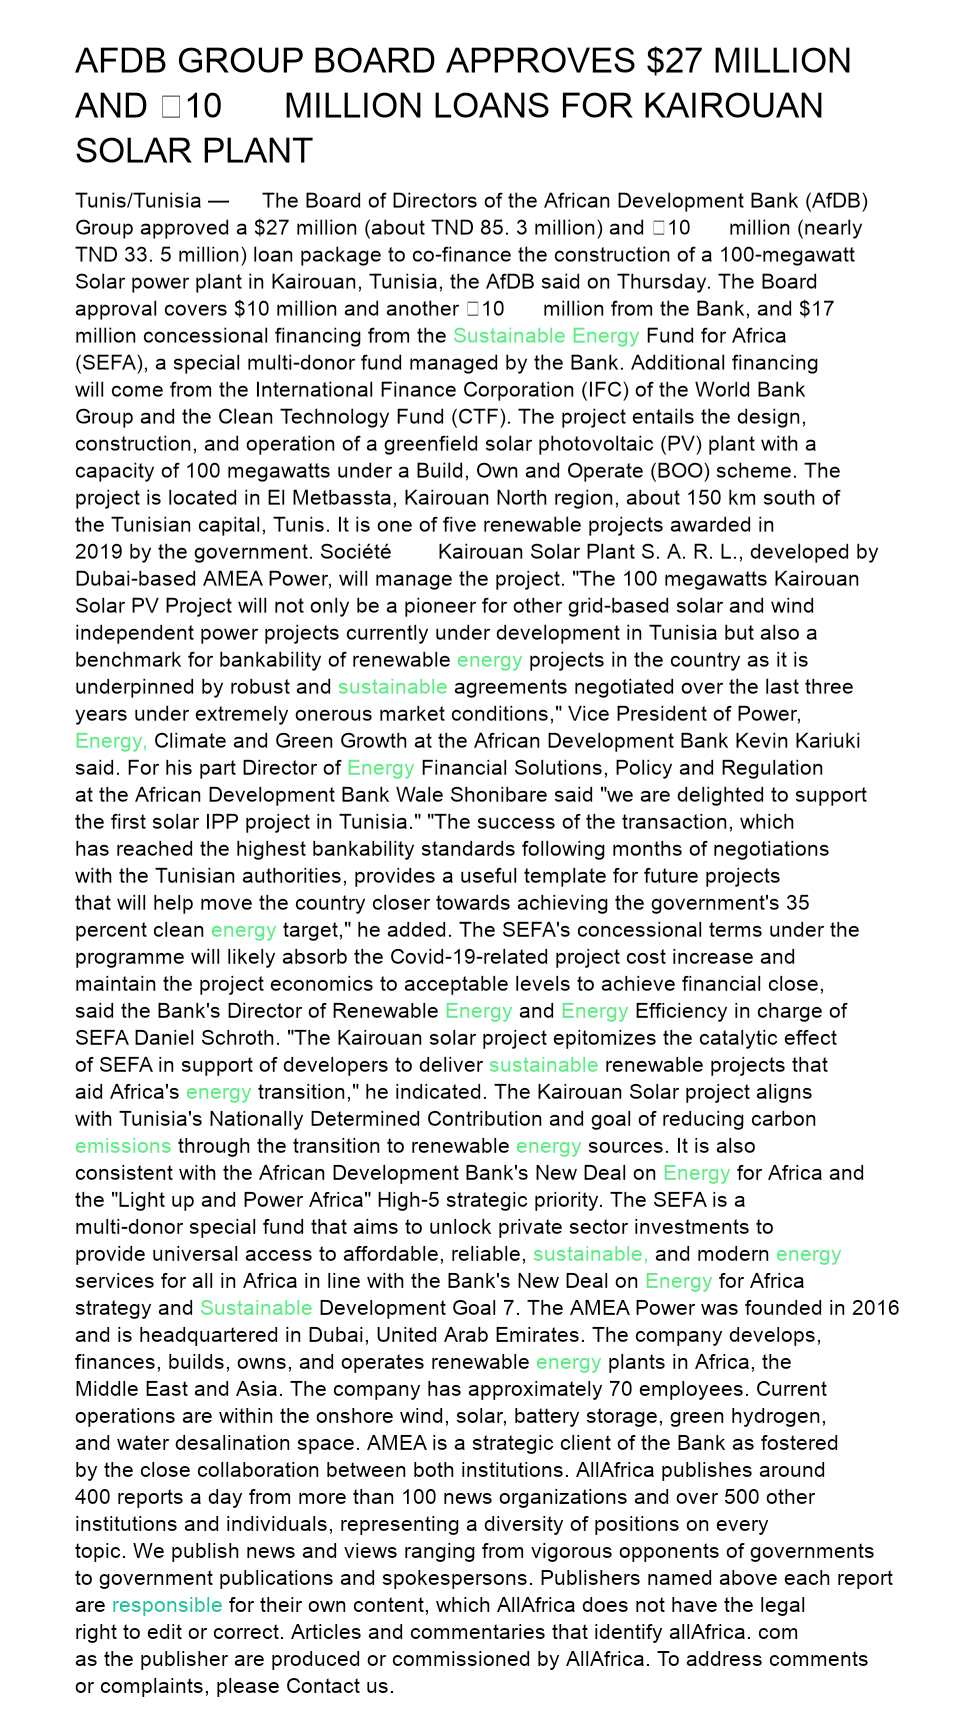 AFDB GROUP BOARD APPROVES $27 MILLION
AND □10 MILLION LOANS FOR KAIROUAN
SOLAR PLANT
Tunis/Tunisia — The Board of Directors of the African Development Bank (AfDB)
Group approved a $27 million (about TND 85. 3 million) and □10 million (nearly
TND 33. 5 million) loan package to co-finance the construction of a 100-megawatt
Solar power plant in Kairouan, Tunisia, the AfDB said on Thursday. The Board
approval covers $10 million and another □10 million from the Bank, and $17
million concessional financing from the Sustainable Energy Fund for Africa
(SEFA), a special multi-donor fund managed by the Bank. Additional financing
will come from the International Finance Corporation (IFC) of the World Bank
Group and the Clean Technology Fund (CTF). The project entails the design,
construction, and operation of a greenfield solar photovoltaic (PV) plant with a
capacity of 100 megawatts under a Build, Own and Operate (BOO) scheme. The
project is located in El Metbassta, Kairouan North region, about 150 km south of
the Tunisian capital, Tunis. It is one of five renewable projects awarded in
2019 by the government. Société Kairouan Solar Plant S. A. R. L., developed by
Dubai-based AMEA Power, will manage the project. "The 100 megawatts Kairouan
Solar PV Project will not only be a pioneer for other grid-based solar and wind
independent power projects currently under development in Tunisia but also a
benchmark for bankability of renewable energy projects in the country as it is
underpinned by robust and sustainable agreements negotiated over the last three
years under extremely onerous market conditions," Vice President of Power,
Energy, Climate and Green Growth at the African Development Bank Kevin Kariuki
said. For his part Director of Energy Financial Solutions, Policy and Regulation
at the African Development Bank Wale Shonibare said "we are delighted to support
the first solar IPP project in Tunisia." "The success of the transaction, which
has reached the highest bankability standards following months of negotiations
with the Tunisian authorities, provides a useful template for future projects
that will help move the country closer towards achieving the government's 35
percent clean energy target," he added. The SEFA's concessional terms under the
programme will likely absorb the Covid-19-related project cost increase and
maintain the project economics to acceptable levels to achieve financial close,
said the Bank's Director of Renewable Energy and Energy Efficiency in charge of
SEFA Daniel Schroth. "The Kairouan solar project epitomizes the catalytic effect
of SEFA in support of developers to deliver sustainable renewable projects that
aid Africa's energy transition," he indicated. The Kairouan Solar project aligns
with Tunisia's Nationally Determined Contribution and goal of reducing carbon
emissions through the transition to renewable energy sources. It is also
consistent with the African Development Bank's New Deal on Energy for Africa and
the "Light up and Power Africa" High-5 strategic priority. The SEFA is a
multi-donor special fund that aims to unlock private sector investments to
provide universal access to affordable, reliable, sustainable, and modern energy
services for all in Africa in line with the Bank's New Deal on Energy for Africa
strategy and Sustainable Development Goal 7. The AMEA Power was founded in 2016
and is headquartered in Dubai, United Arab Emirates. The company develops,
finances, builds, owns, and operates renewable energy plants in Africa, the
Middle East and Asia. The company has approximately 70 employees. Current
operations are within the onshore wind, solar, battery storage, green hydrogen,
and water desalination space. AMEA is a strategic client of the Bank as fostered
by the close collaboration between both institutions. AllAfrica publishes around
400 reports a day from more than 100 news organizations and over 500 other
institutions and individuals, representing a diversity of positions on every
topic. We publish news and views ranging from vigorous opponents of governments
to government publications and spokespersons. Publishers named above each report
are responsible for their own content, which AllAfrica does not have the legal
right to edit or correct. Articles and commentaries that identify allAfrica. com
as the publisher are produced or commissioned by AllAfrica. To address comments
or complaints, please Contact us.